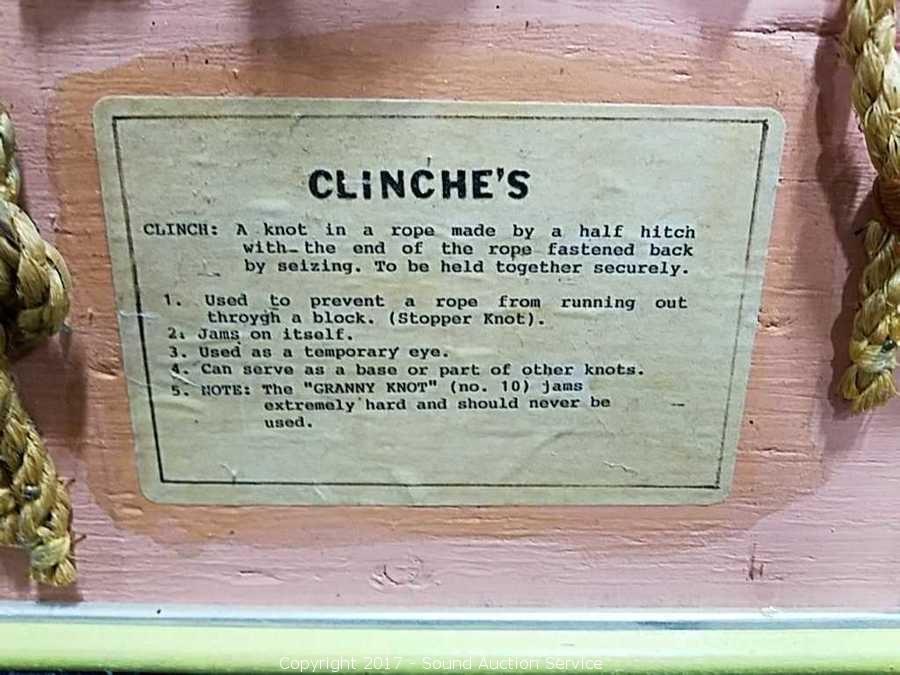 CLINCHE'S
CLINCH: A knot in a rope made by a half hitch
with the end of the rope fastened back
by seizing. To be held together securely.
1. Used to prevent a rope from running out
throygh a block. (Stopper Knot).
2. Jams on itself.
3. Used as a temporary eye.
4. Can serve as a base or part of other knots.
5. NOTE: The "GRANNY KNOT" (no. 10) jams
extremely hard and should never be
used.
Copyright 2017 - Sound Auction Service